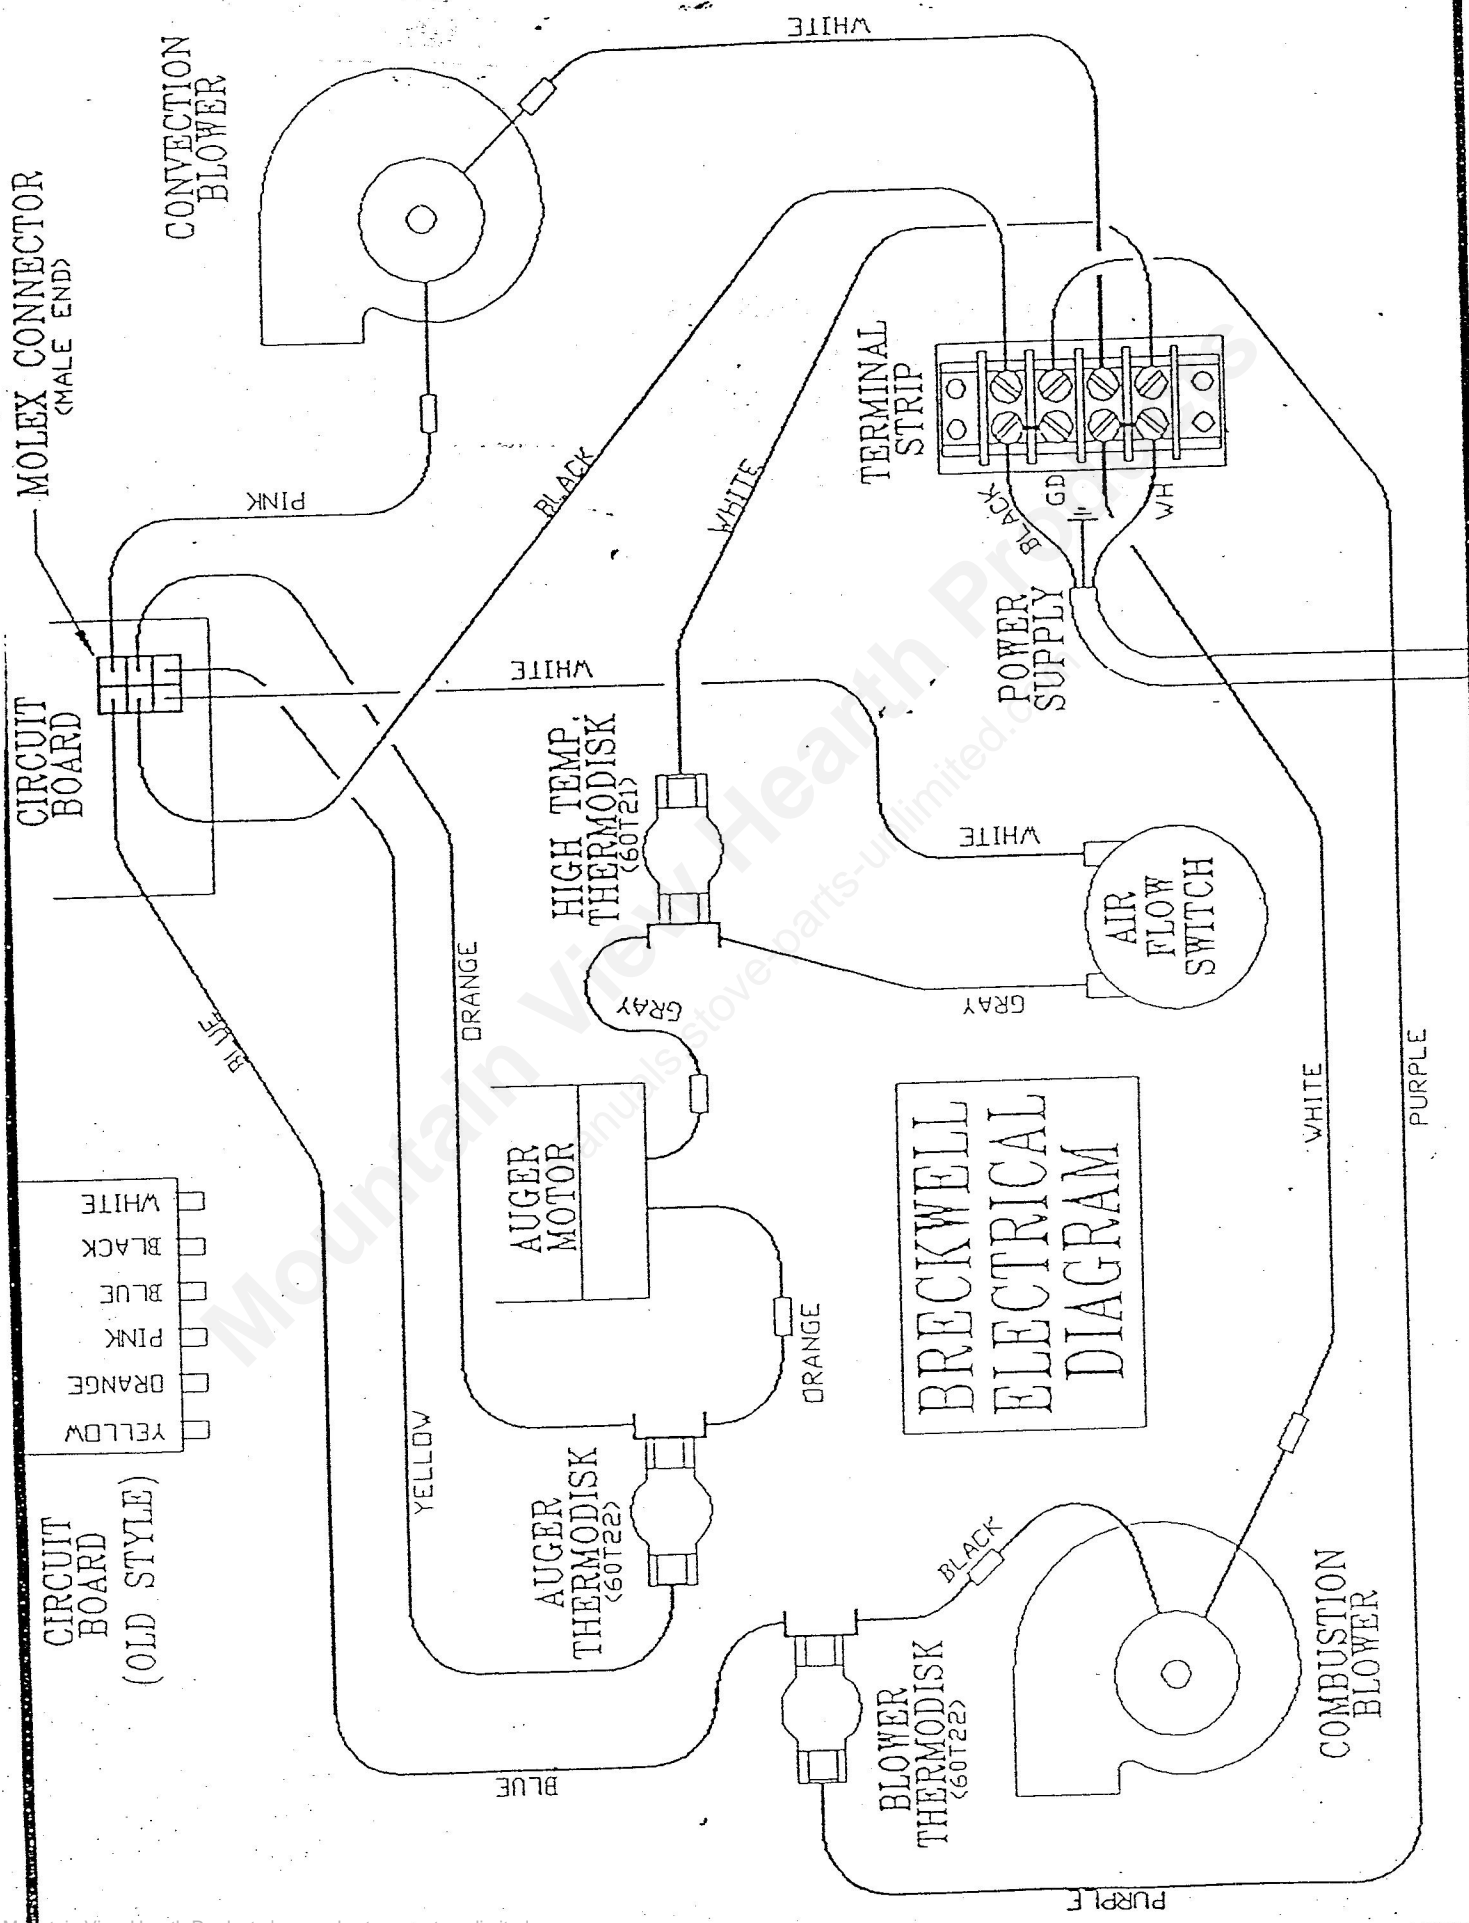 MOLEX CONNECTOR
<MALE END>
CONVECTION
BLOWER
WHITE
PINK
BLACK
WHITE
TERMINAL
STRIP
BLACK
GD
WH
POWER
SUPPLY
CIRCUIT
BOARD
WHITE
HIGH TEMP.
THERMODISK
<60T21>
WHITE
AIR
FLOW
SWITCH
GRAY
GRAY
BLUE
ORANGE
AUGER
MOTOR
BRECKWELL
ELECTRICAL
DIAGRAM
WHITE
PURPLE
WHITE
BLACK
BLUE
PINK
ORANGE
YELLOW
CIRCUIT
BOARD
(OLD STYLE)
YELLOW
ORANGE
AUGER
THERMODISK
<60T22>
BLACK
BLUE
BLOWER
THERMODISK
<60T22>
COMBUSTION
BLOWER
PURPLE
Mountain View Hearth Products
manuals.stove-parts-unlimited.com